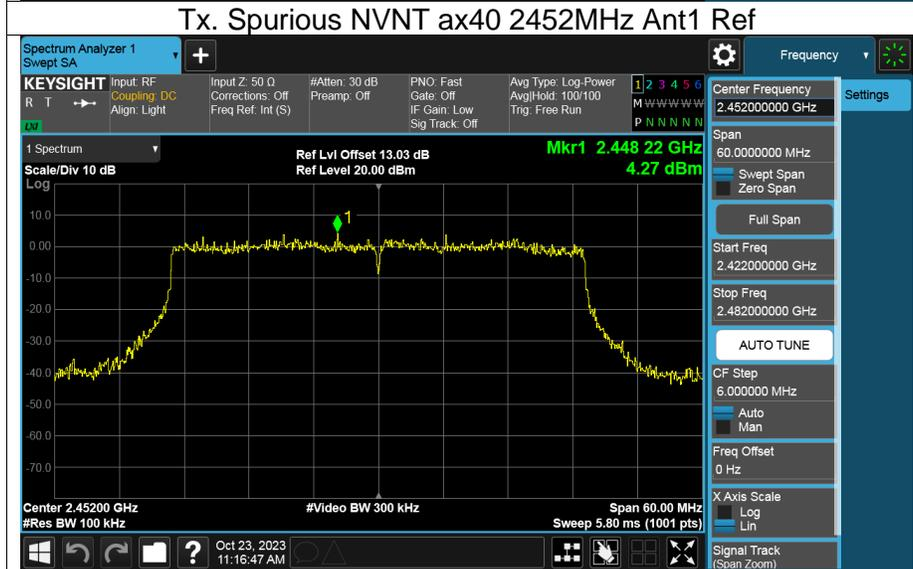 Tx. Spurious NVNT ax40 2452MHz Ant1 Ref
Spectrum Analyzer 1
Swept SA
+
Frequency
KEYSIGHT
R T
LXI
Input: RF
Coupling: DC
Align: Light
Input Z: 50 Ω
Corrections: Off
Freq Ref: Int (S)
#Atten: 30 dB
Preamp: Off
PNO: Fast
Gate: Off
IF Gain: Low
Sig Track: Off
Avg Type: Log-Power
Avg|Hold: 100/100
Trig: Free Run
1 2 3 4 5 6
M W W W W W
P N N N N N
1 Spectrum
Scale/Div 10 dB
Log
Ref Lvl Offset 13.03 dB
Ref Level 20.00 dBm
Mkr1 2.448 22 GHz
4.27 dBm
1
10.0
0.00
-10.0
-20.0
-30.0
-40.0
-50.0
-60.0
-70.0
Center 2.45200 GHz
#Res BW 100 kHz
#Video BW 300 kHz
Span 60.00 MHz
Sweep 5.80 ms (1001 pts)
?
Oct 23, 2023
11:16:47 AM
Center Frequency
2.452000000 GHz
Settings
Span
60.0000000 MHz
Swept Span
Zero Span
Full Span
Start Freq
2.422000000 GHz
Stop Freq
2.482000000 GHz
AUTO TUNE
CF Step
6.000000 MHz
Auto
Man
Freq Offset
0 Hz
X Axis Scale
Log
Lin
Signal Track
(Span Zoom)